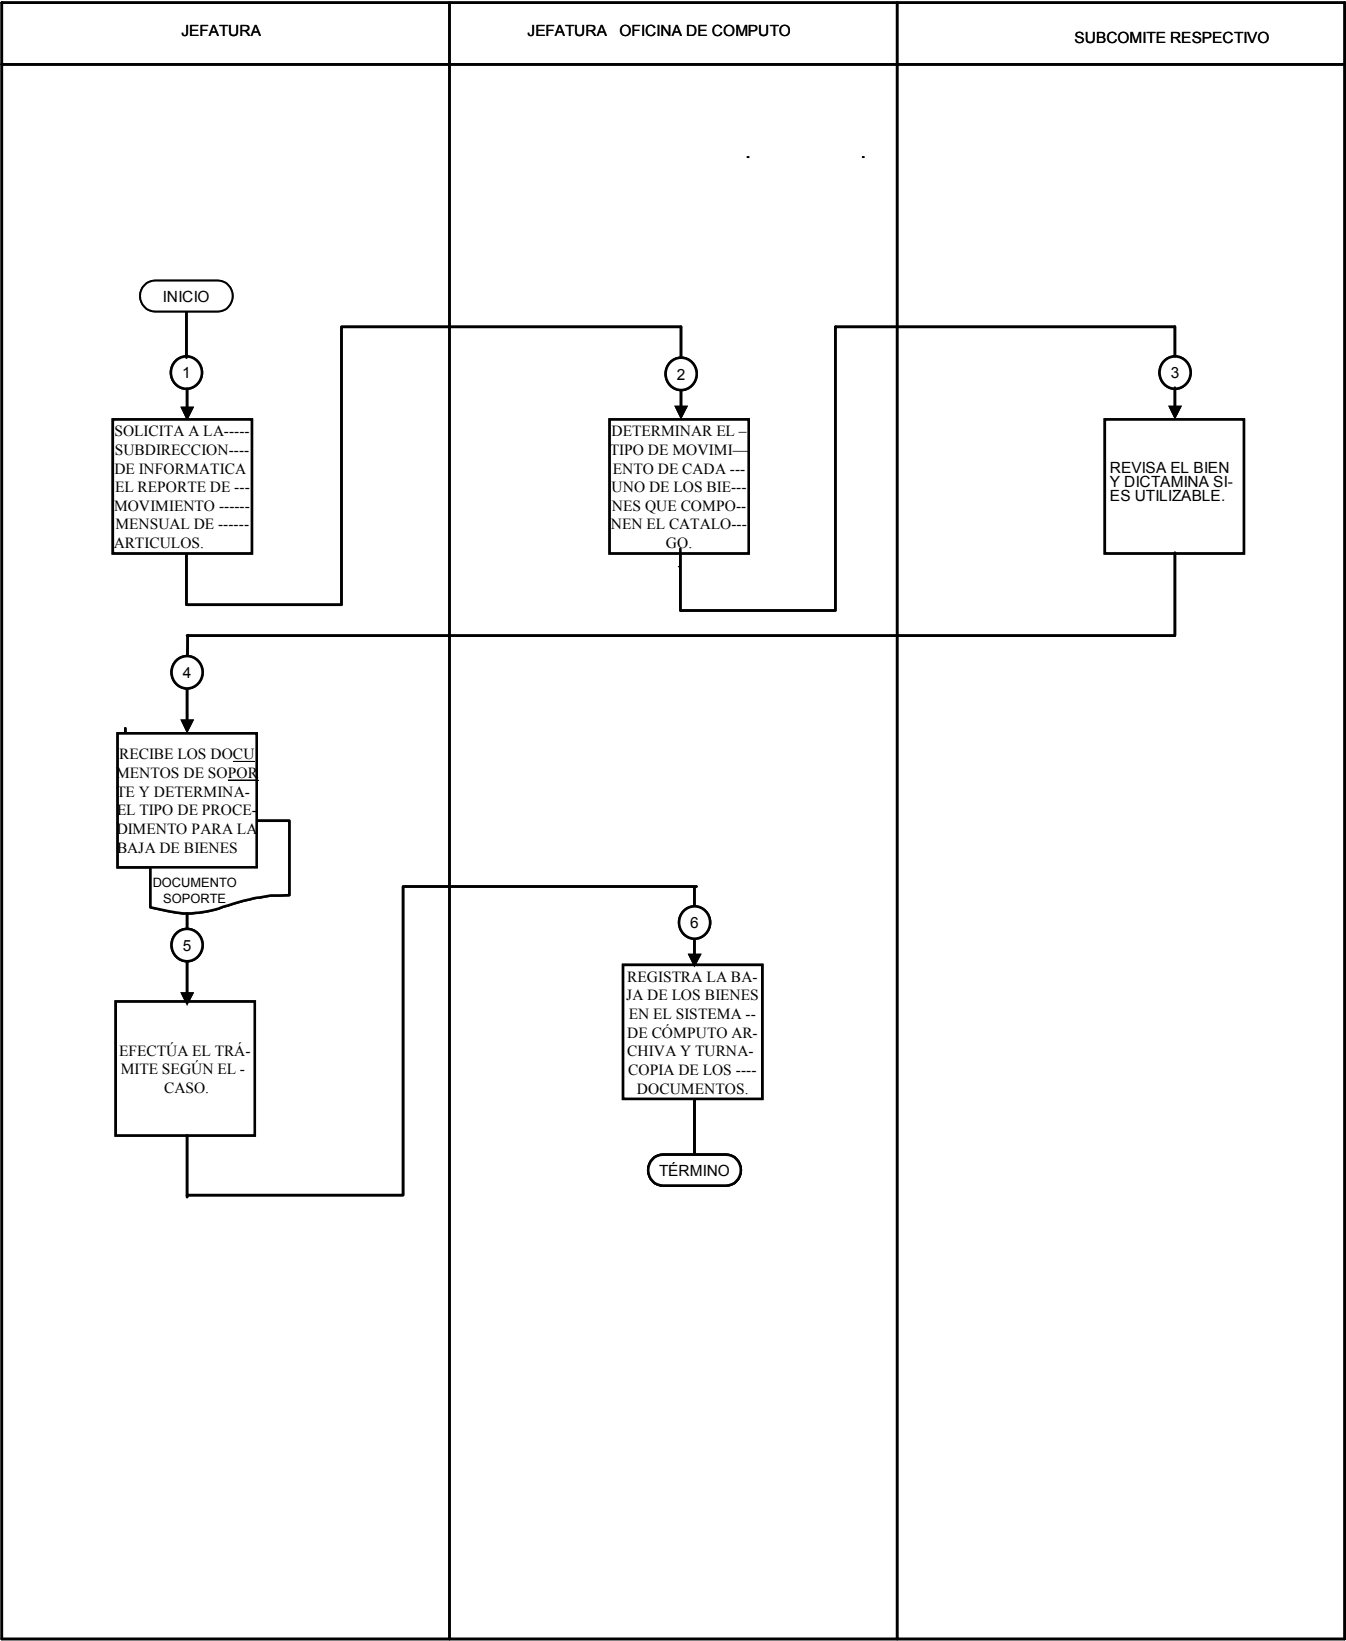 JEFATURA
JEFATURA OFICINA DE COMPUTO
SUBCOMITE RESPECTIVO
INICIO
1
SOLICITA A LA-----
SUBDIRECCION----
DE INFORMATICA
EL REPORTE DE ---
MOVIMIENTO ------
MENSUAL DE ------
ARTICULOS.
2
DETERMINAR EL –
TIPO DE MOVIMI—
ENTO DE CADA ---
UNO DE LOS BIE---
NES QUE COMPO--
NEN EL CATALO---
GO.
3
REVISA EL BIEN
Y DICTAMINA SI-
ES UTILIZABLE.
4
RECIBE LOS DOCU
MENTOS DE SOPOR
TE Y DETERMINA-
EL TIPO DE PROCE-
DIMENTO PARA LA
BAJA DE BIENES
DOCUMENTO
SOPORTE
5
EFECTÚA EL TRÁ-
MITE SEGÚN EL -
CASO.
6
REGISTRA LA BA-
JA DE LOS BIENES
EN EL SISTEMA --
DE CÓMPUTO AR-
CHIVA Y TURNA-
COPIA DE LOS ----
DOCUMENTOS.
TÉRMINO